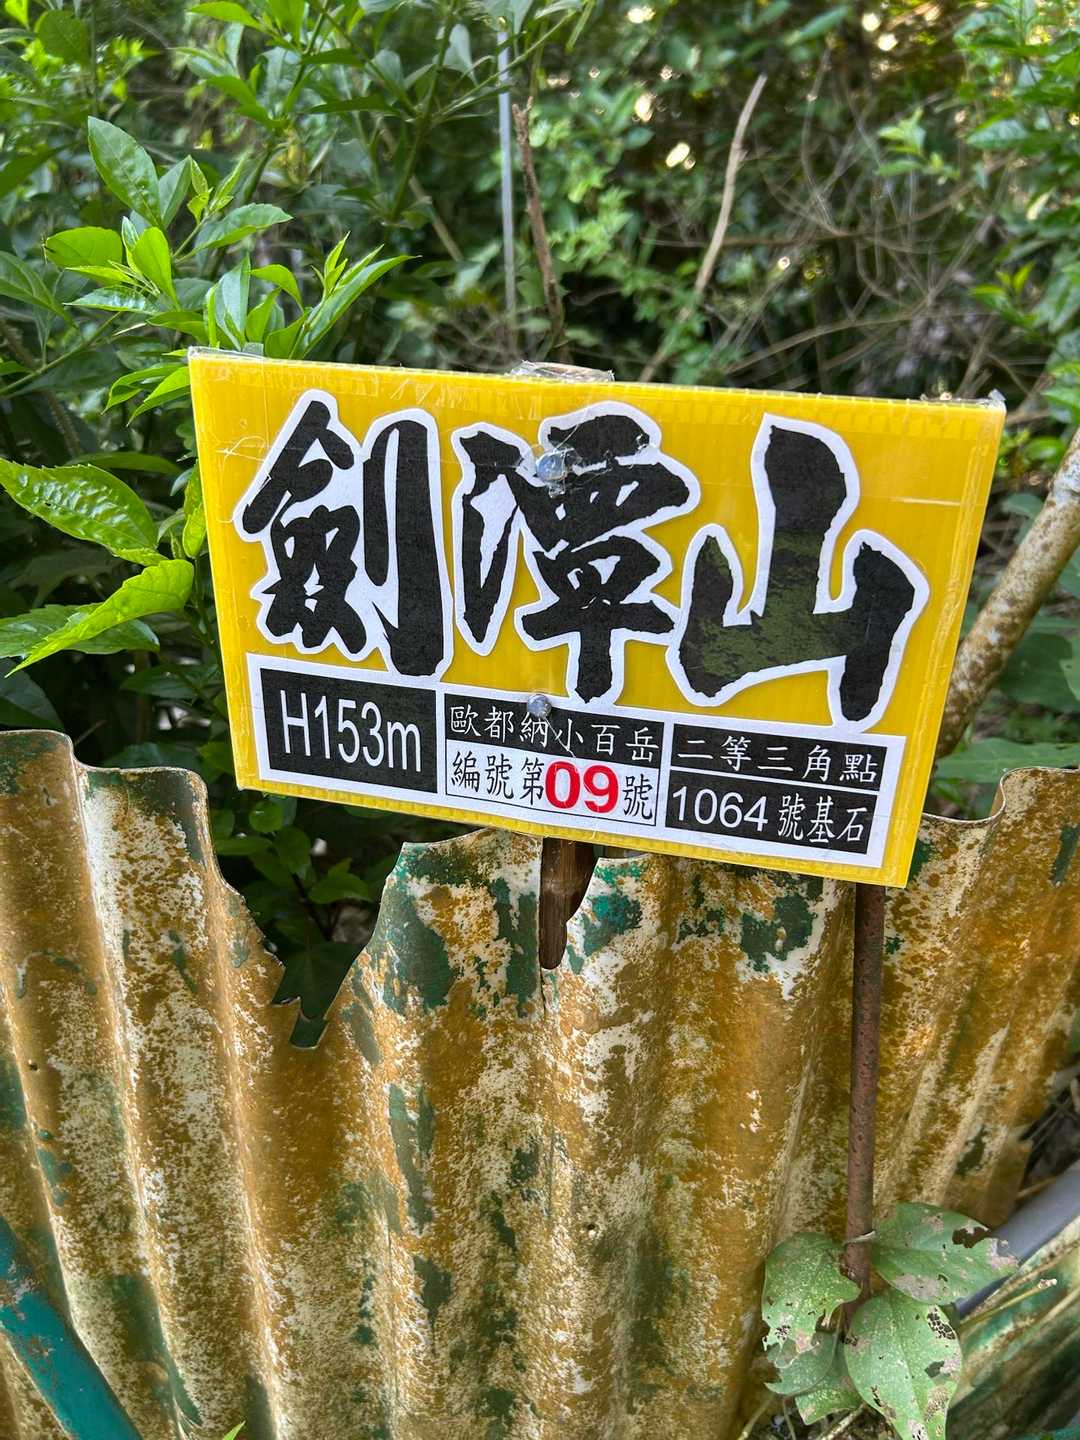 劍潭山
H153m
歐都納小百岳
編號第09號
二等三角點
1064號基石